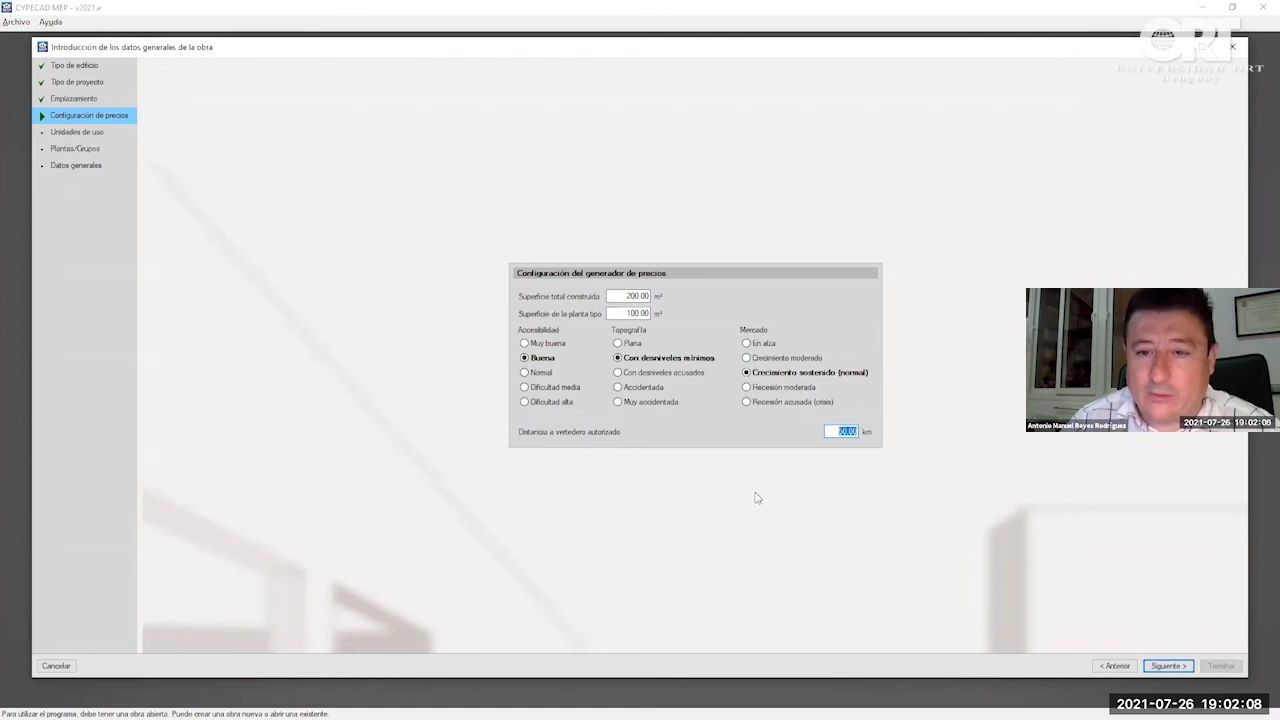 CYPECAD MEP - v2021.e
Archivo Ayuda
Introducción de los datos generales de la obra
Tipo de edificio
Tipo de proyecto
Emplazamiento
Configuración de precios
Unidades de uso
Plantas/Grupos
Datos generales
ORT
UNIVERSIDAD ORT
Uruguay
Configuración del generador de precios
Superficie total construida 200.00 m²
Superficie de la planta tipo 100.00 m²
Accesibilidad Topografía Mercado
Muy buena Plana En alza
Buena Con desniveles mínimos Crecimiento moderado
Normal Con desniveles acusados Crecimiento sostenido (normal)
Dificultad media Accidentada Recesión moderada
Dificultad alta Muy accidentada Recesión acusada (crisis)
Distancia a vertedero autorizado 50.00 km
Antonio Manuel Reyes Rodríguez
2021-07-26 19:02:08
Cancelar
< Anterior Siguiente > Terminar
2021-07-26 19:02:08
Para utilizar el programa, debe tener una obra abierta. Puede crear una obra nueva o abrir una existente.